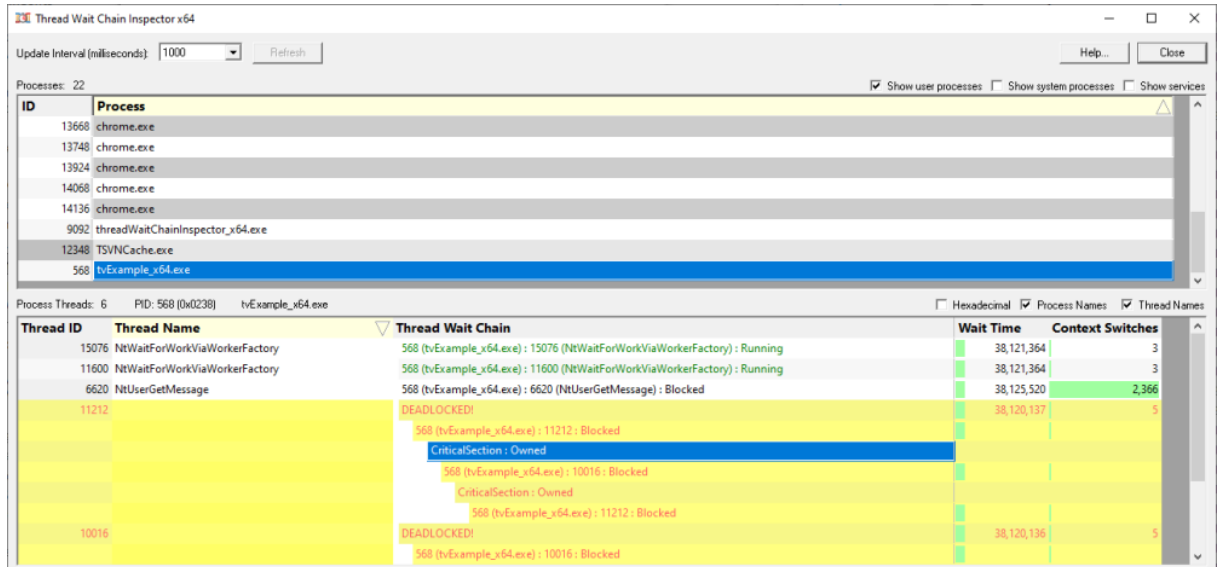 Thread Wait Chain Inspector x64
Update Interval (milliseconds): 1000 Refresh Help... Close
Processes: 22 Show user processes Show system processes Show services
ID Process
13668 chrome.exe
13748 chrome.exe
13924 chrome.exe
14068 chrome.exe
14136 chrome.exe
9092 threadWaitChainInspector_x64.exe
12348 TSVNCache.exe
568 tvExample_x64.exe
Process Threads: 6 PID: 568 (0x0238) tvExample_x64.exe Hexadecimal Process Names Thread Names
Thread ID Thread Name Thread Wait Chain Wait Time Context Switches
15076 NtWaitForWorkViaWorkerFactory 568 (tvExample_x64.exe) : 15076 (NtWaitForWorkViaWorkerFactory) : Running 38,121,364 3
11600 NtWaitForWorkViaWorkerFactory 568 (tvExample_x64.exe) : 11600 (NtWaitForWorkViaWorkerFactory) : Running 38,121,364 3
6620 NtUserGetMessage 568 (tvExample_x64.exe) : 6620 (NtUserGetMessage) : Blocked 38,125,520 2,366
11212 DEADLOCKED! 38,120,137 5
568 (tvExample_x64.exe) : 11212 : Blocked
CriticalSection : Owned
568 (tvExample_x64.exe) : 10016 : Blocked
CriticalSection : Owned
568 (tvExample_x64.exe) : 11212 : Blocked
10016 DEADLOCKED! 38,120,136 5
568 (tvExample_x64.exe) : 10016 : Blocked